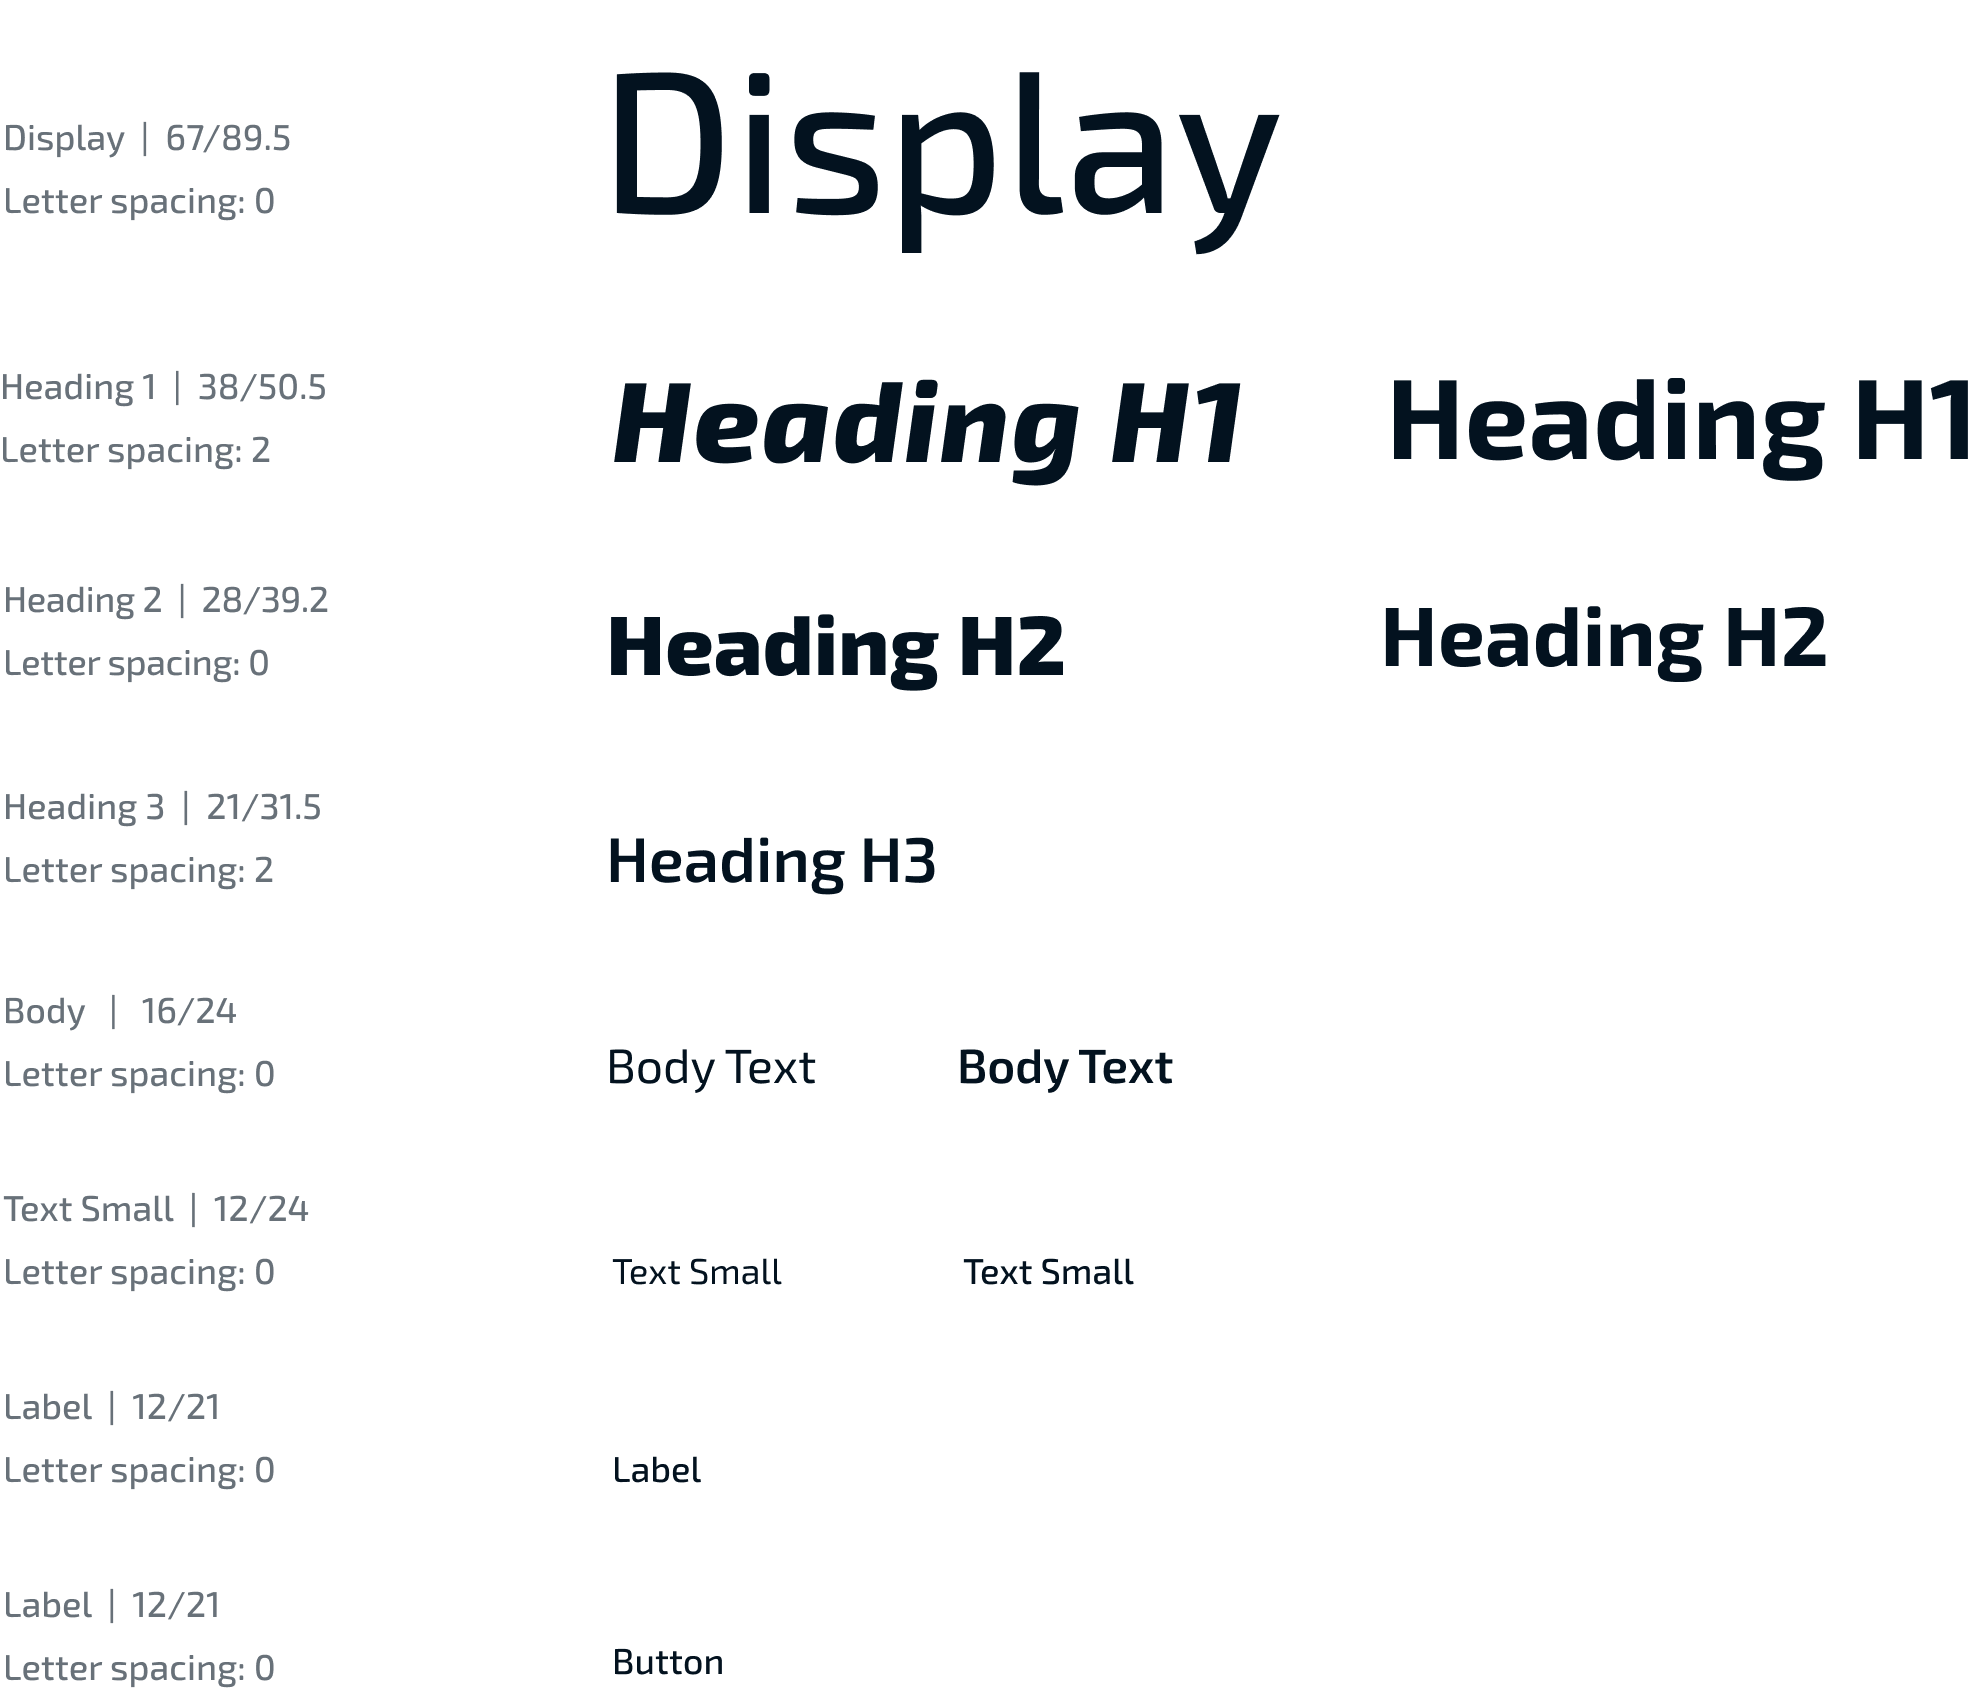 Display | 67/89.5
Letter spacing: 0
Display
Heading 1 | 38/50.5
Letter spacing: 2
Heading H1
Heading H1
Heading 2 | 28/39.2
Letter spacing: 0
Heading H2
Heading H2
Heading 3 | 21/31.5
Letter spacing: 2
Heading H3
Body | 16/24
Letter spacing: 0
Body Text
Body Text
Text Small | 12/24
Letter spacing: 0
Text Small
Text Small
Label | 12/21
Letter spacing: 0
Label
Label | 12/21
Letter spacing: 0
Button